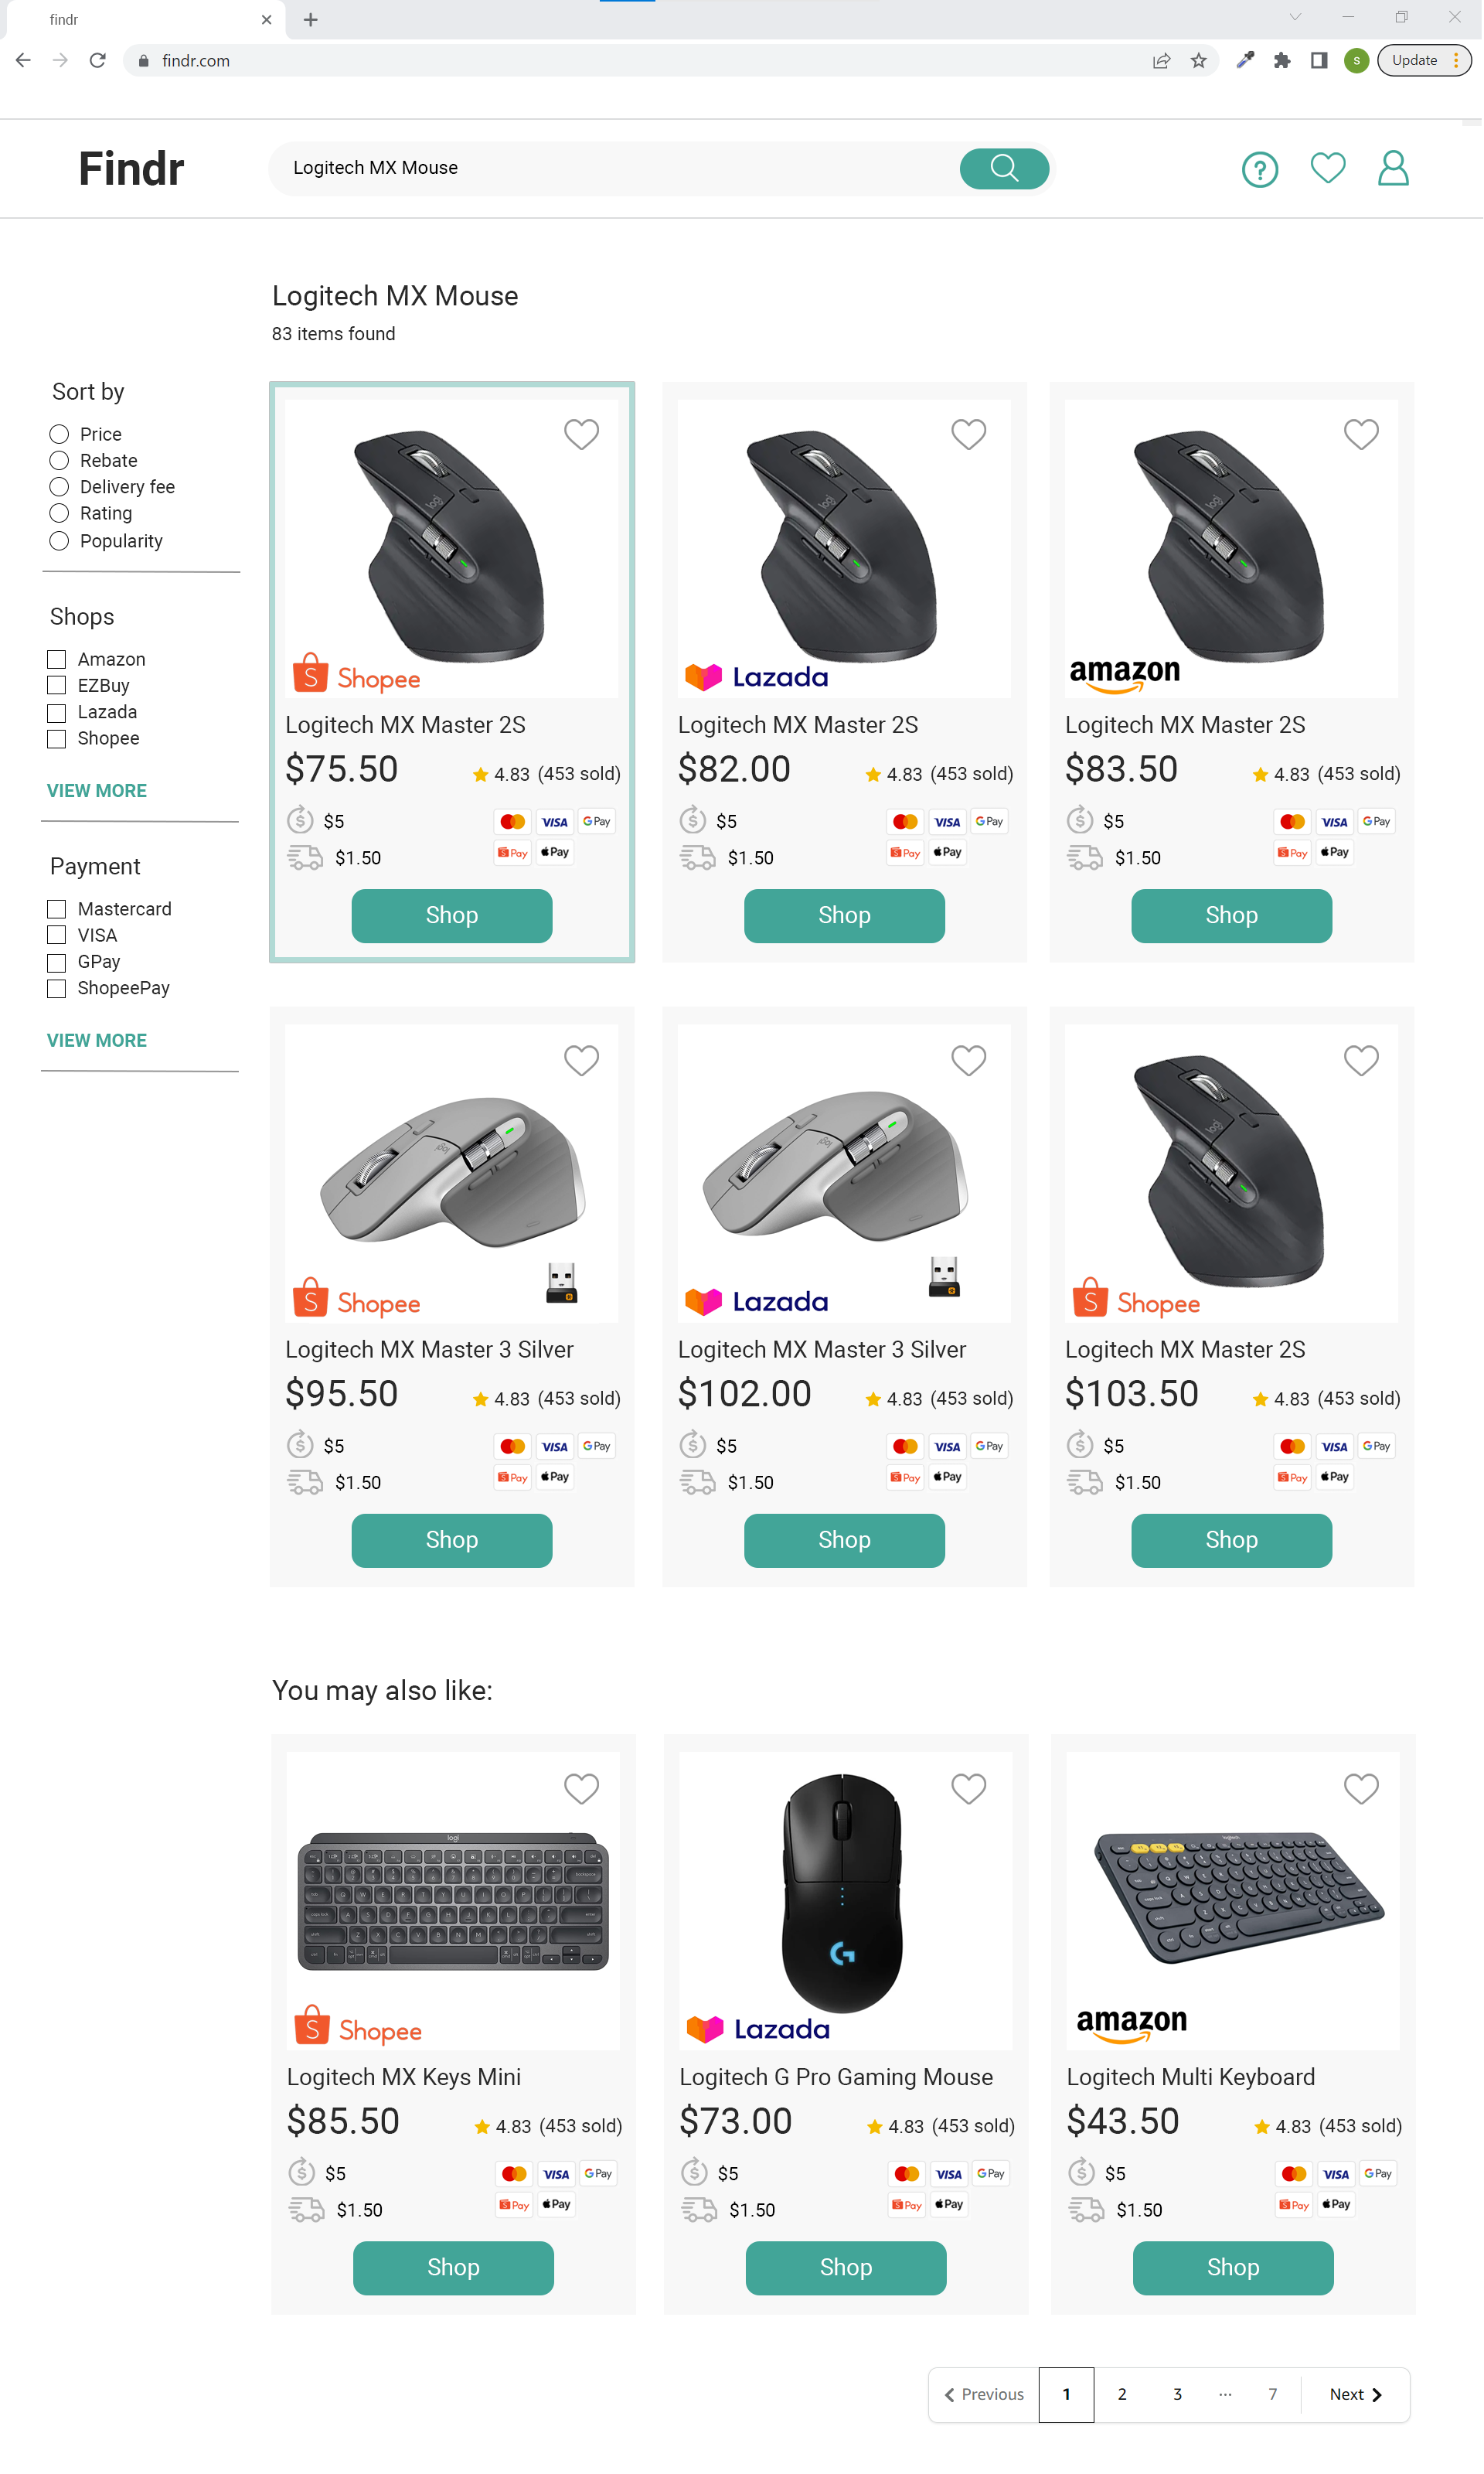 findr
findr.com
S
Update
Findr
Logitech MX Mouse
?
Logitech MX Mouse
83 items found
Sort by
Price
Rebate
Delivery fee
Rating
Popularity
Shops
Amazon
EZBuy
Lazada
Shopee
VIEW MORE
Payment
Mastercard
VISA
GPay
ShopeePay
VIEW MORE
logi
S Shopee
Logitech MX Master 2S
$75.50 4.83 (453 sold)
$ $5 VISA G Pay
$1.50 S Pay Pay
Shop
logi
Lazada
Logitech MX Master 2S
$82.00 4.83 (453 sold)
$ $5 VISA G Pay
$1.50 S Pay Pay
Shop
logi
amazon
Logitech MX Master 2S
$83.50 4.83 (453 sold)
$ $5 VISA G Pay
$1.50 S Pay Pay
Shop
logi
S Shopee
Logitech MX Master 3 Silver
$95.50 4.83 (453 sold)
$ $5 VISA G Pay
$1.50 S Pay Pay
Shop
logi
Lazada
Logitech MX Master 3 Silver
$102.00 4.83 (453 sold)
$ $5 VISA G Pay
$1.50 S Pay Pay
Shop
logi
S Shopee
Logitech MX Master 2S
$103.50 4.83 (453 sold)
$ $5 VISA G Pay
$1.50 S Pay Pay
Shop
You may also like:
logi
S Shopee
Logitech MX Keys Mini
$85.50 4.83 (453 sold)
$ $5 VISA G Pay
$1.50 S Pay Pay
Shop
G
Lazada
Logitech G Pro Gaming Mouse
$73.00 4.83 (453 sold)
$ $5 VISA G Pay
$1.50 S Pay Pay
Shop
amazon
Logitech Multi Keyboard
$43.50 4.83 (453 sold)
$ $5 VISA G Pay
$1.50 S Pay Pay
Shop
Previous 1 2 3 ... 7 Next